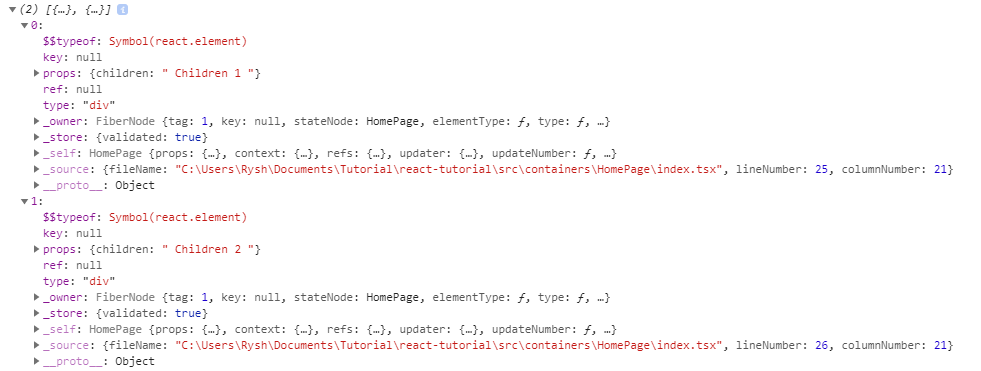 (2) [{…}, {…}] i
0:
$$typeof: Symbol(react.element)
key: null
props: {children: " Children 1 "}
ref: null
type: "div"
_owner: FiberNode {tag: 1, key: null, stateNode: HomePage, elementType: ƒ, type: ƒ, …}
_store: {validated: true}
_self: HomePage {props: {…}, context: {…}, refs: {…}, updater: {…}, updateNumber: ƒ, …}
_source: {fileName: "C:\Users\Rysh\Documents\Tutorial\react-tutorial\src\containers\HomePage\index.tsx", lineNumber: 25, columnNumber: 21}
__proto__: Object
1:
$$typeof: Symbol(react.element)
key: null
props: {children: " Children 2 "}
ref: null
type: "div"
_owner: FiberNode {tag: 1, key: null, stateNode: HomePage, elementType: ƒ, type: ƒ, …}
_store: {validated: true}
_self: HomePage {props: {…}, context: {…}, refs: {…}, updater: {…}, updateNumber: ƒ, …}
_source: {fileName: "C:\Users\Rysh\Documents\Tutorial\react-tutorial\src\containers\HomePage\index.tsx", lineNumber: 26, columnNumber: 21}
__proto__: Object